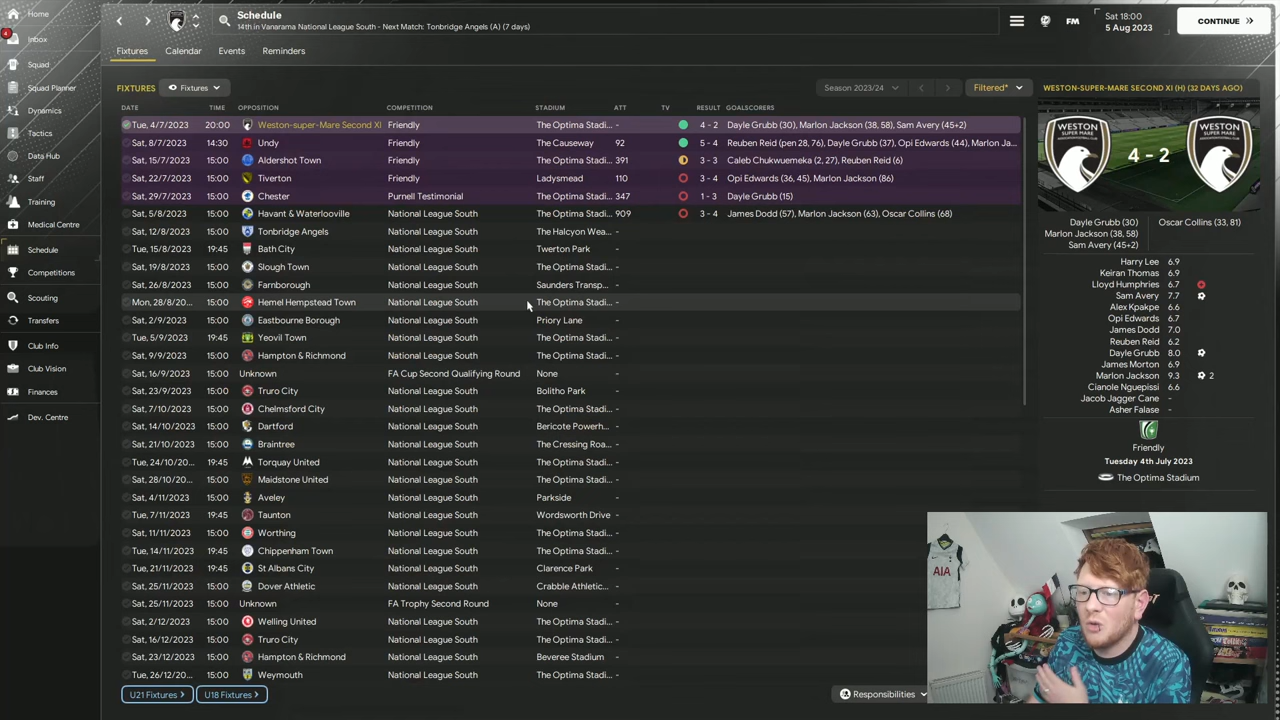 Schedule
14th in Vanarama National League South - Next Match: Tonbridge Angels (A) (7 days)
FM
Sat 18:00
5 Aug 2023
CONTINUE
Home
4
Inbox
Squad
Squad Planner
Dynamics
Tactics
Data Hub
Staff
Training
Medical Centre
Schedule
Competitions
Scouting
Transfers
Club Info
Club Vision
Finances
Dev. Centre
Fixtures Calendar Events Reminders
FIXTURES Fixtures Season 2023/24 Filtered*
DATE TIME OPPOSITION COMPETITION STADIUM ATT TV RESULT GOALSCORERS
Tue, 4/7/2023 20:00 Weston-super-Mare Second XI Friendly The Optima Stadi... - 4 - 2 Dayle Grubb (30), Marlon Jackson (38, 58), Sam Avery (45+2)
Sat, 8/7/2023 14:30 Undy Friendly The Causeway 92 5 - 4 Reuben Reid (pen 28, 76), Dayle Grubb (37), Opi Edwards (44), Marlon Ja...
Sat, 15/7/2023 15:00 Aldershot Town Friendly The Optima Stadi... 391 3 - 3 Caleb Chukwuemeka (2, 27), Reuben Reid (6)
Sat, 22/7/2023 15:00 Tiverton Friendly Ladysmead 110 3 - 4 Opi Edwards (36, 45), Marlon Jackson (86)
Sat, 29/7/2023 15:00 Chester Purnell Testimonial The Optima Stadi... 347 1 - 3 Dayle Grubb (15)
Sat, 5/8/2023 15:00 Havant & Waterlooville National League South The Optima Stadi... 909 3 - 4 James Dodd (57), Marlon Jackson (63), Oscar Collins (68)
Sat, 12/8/2023 15:00 Tonbridge Angels National League South The Halcyon Wea... -
Tue, 15/8/2023 19:45 Bath City National League South Twerton Park -
Sat, 19/8/2023 15:00 Slough Town National League South The Optima Stadi... -
Sat, 26/8/2023 15:00 Farnborough National League South Saunders Transp... -
Mon, 28/8/20... 15:00 Hemel Hempstead Town National League South The Optima Stadi... -
Sat, 2/9/2023 15:00 Eastbourne Borough National League South Priory Lane -
Tue, 5/9/2023 19:45 Yeovil Town National League South The Optima Stadi... -
Sat, 9/9/2023 15:00 Hampton & Richmond National League South The Optima Stadi... -
Sat, 16/9/2023 15:00 Unknown FA Cup Second Qualifying Round None -
Sat, 23/9/2023 15:00 Truro City National League South Bolitho Park -
Sat, 7/10/2023 15:00 Chelmsford City National League South The Optima Stadi... -
Sat, 14/10/2023 15:00 Dartford National League South Bericote Powerh... -
Sat, 21/10/2023 15:00 Braintree National League South The Cressing Roa... -
Tue, 24/10/20... 19:45 Torquay United National League South The Optima Stadi... -
Sat, 28/10/20... 15:00 Maidstone United National League South The Optima Stadi... -
Sat, 4/11/2023 15:00 Aveley National League South Parkside -
Tue, 7/11/2023 19:45 Taunton National League South Wordsworth Drive -
Sat, 11/11/2023 15:00 Worthing National League South The Optima Stadi... -
Tue, 14/11/2023 19:45 Chippenham Town National League South The Optima Stadi... -
Tue, 21/11/2023 19:45 St Albans City National League South Clarence Park -
Sat, 25/11/2023 15:00 Dover Athletic National League South Crabble Athletic... -
Sat, 25/11/2023 15:00 Unknown FA Trophy Second Round None -
Sat, 2/12/2023 15:00 Welling United National League South The Optima Stadi... -
Sat, 16/12/2023 15:00 Truro City National League South The Optima Stadi... -
Sat, 23/12/2023 15:00 Hampton & Richmond National League South Beveree Stadium -
Tue, 26/12/20... 15:00 Weymouth National League South The Optima Stadi... -
U21 Fixtures U18 Fixtures Responsibilities
WESTON-SUPER-MARE SECOND XI (H) (32 DAYS AGO)
WESTON SUPER MARE 4 - 2 WESTON SUPER MARE
Dayle Grubb (30) Oscar Collins (33, 81)
Marlon Jackson (38, 58)
Sam Avery (45+2)
Harry Lee 6.9
Keiran Thomas 6.9
Lloyd Humphries 6.7
Sam Avery 7.7
Alex Kpakpe 6.6
Opi Edwards 6.7
James Dodd 7.0
Reuben Reid 6.2
Dayle Grubb 8.0
James Morton 6.9
Marlon Jackson 9.3 2
Cianole Nguepissi 6.6
Jacob Jagger Cane -
Asher Falase -
Friendly
Tuesday 4th July 2023
The Optima Stadium
AIA